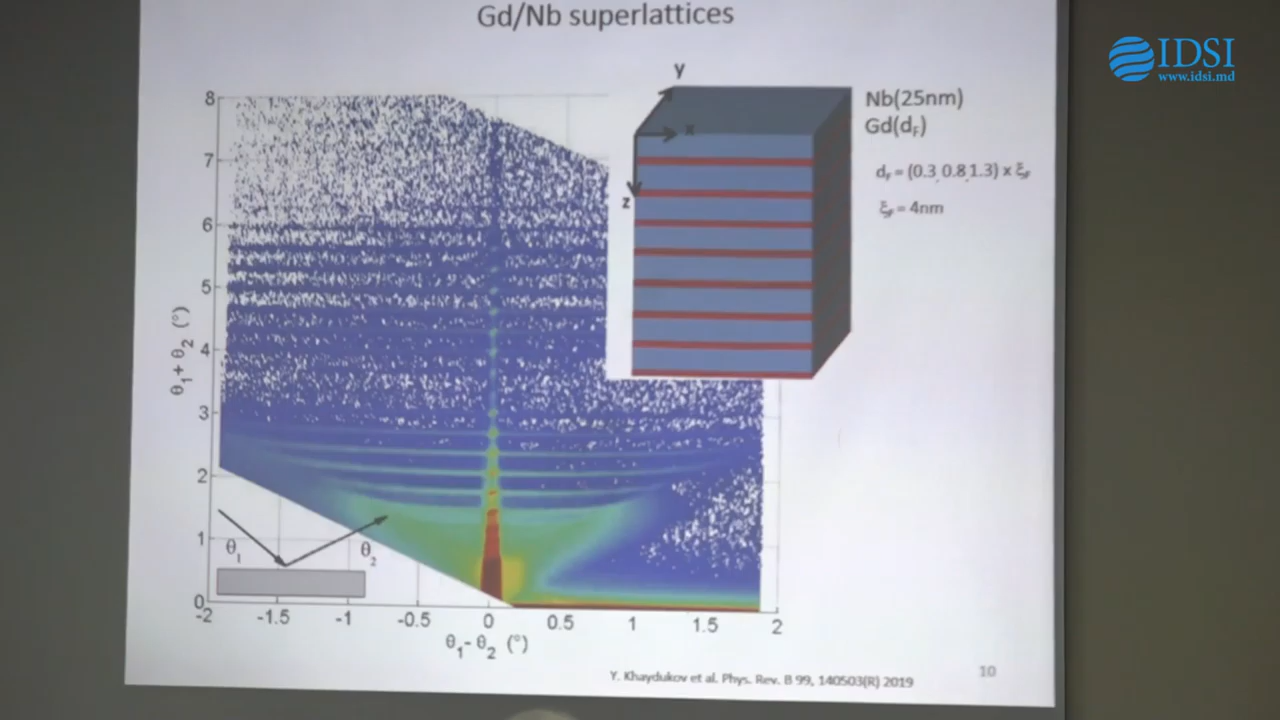 Gd/Nb superlattices
IDSI
www.idsi.md
y
x
z
Nb(25nm)
Gd(dF)
dF = (0.3,0.8,1.3) x ξF
ξF = 4nm
8
7
6
5
4
3
2
1
0
θ1 + θ2 (°)
θ1
θ2
-2
-1.5
-1
-0.5
0
0.5
1
1.5
2
θ1 - θ2 (°)
Y. Khaydukov et al. Phys. Rev. B 99, 140503(R) 2019
10